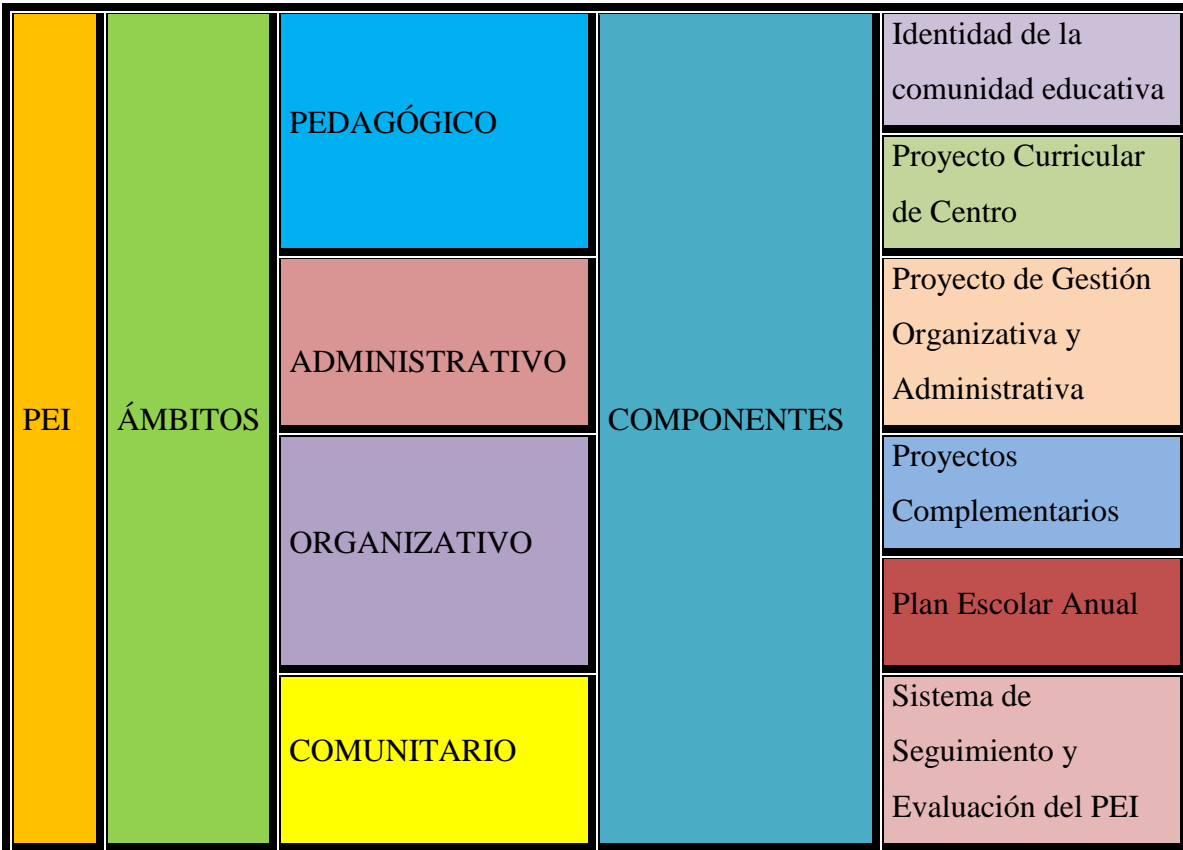 PEI
ÁMBITOS
PEDAGÓGICO
ADMINISTRATIVO
ORGANIZATIVO
COMUNITARIO
COMPONENTES
Identidad de la
comunidad educativa
Proyecto Curricular
de Centro
Proyecto de Gestión
Organizativa y
Administrativa
Proyectos
Complementarios
Plan Escolar Anual
Sistema de
Seguimiento y
Evaluación del PEI